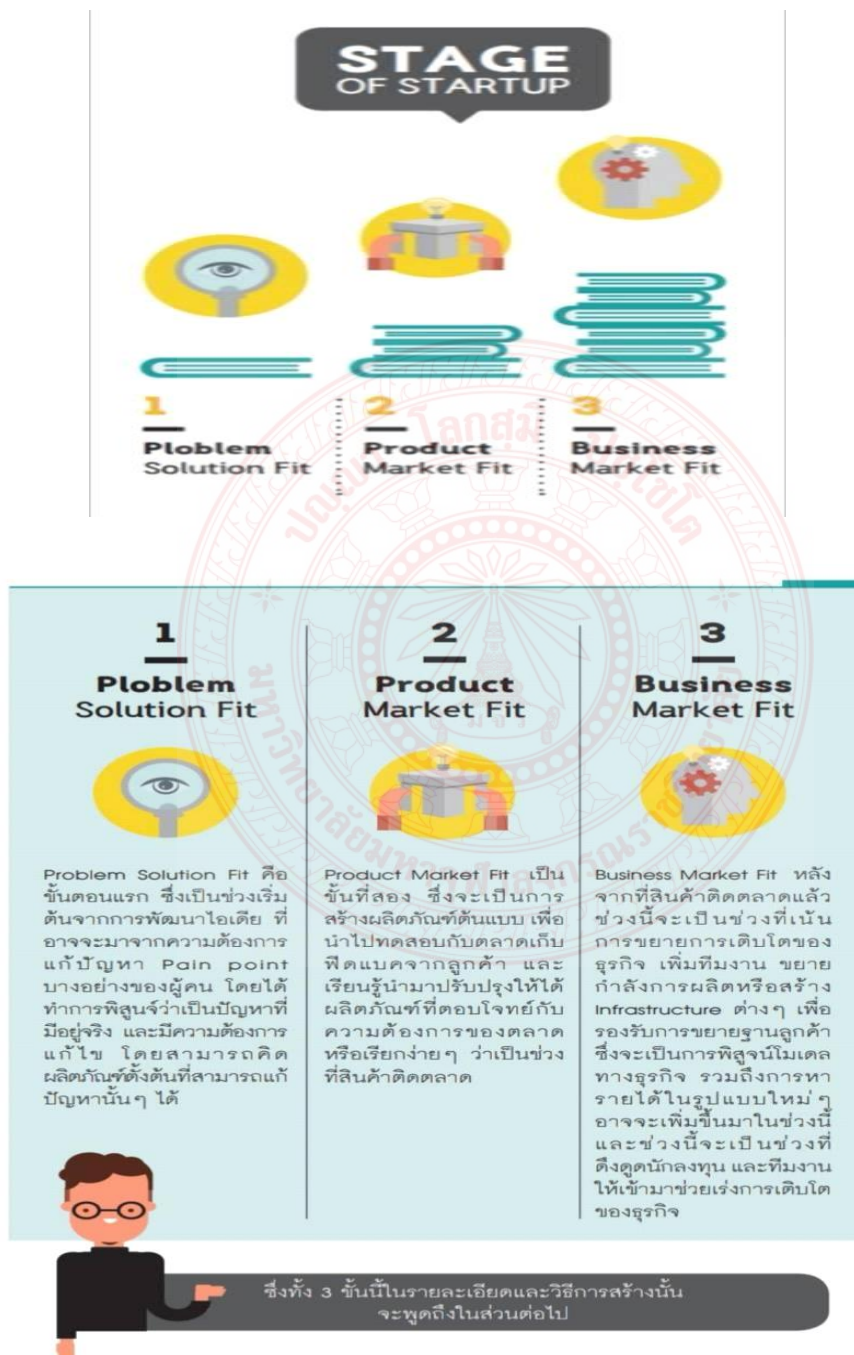 STAGE
OF STARTUP
1
Ploblem
Solution Fit
2
Product
Market Fit
3
Business
Market Fit
1
Ploblem
Solution Fit
Problem Solution Fit คือ
ขั้นตอนแรก ซึ่งเป็นช่วงเริ่ม
ต้นจากการพัฒนาไอเดีย ที่
อาจจะมาจากความต้องการ
แก้ปัญหา Pain point
บางอย่างของผู้คน โดยได้
ทำการพิสูนจ์ว่าเป็นปัญหาที่
มีอยู่จริง และมีความต้องการ
แก้ไข โดยสามารถคิด
ผลิตภัณฑ์ตั้งต้นที่สามารถแก้
ปัญหานั้นๆ ได้
2
Product
Market Fit
Product Market Fit เป็น
ขั้นที่สอง ซึ่งจะเป็นการ
สร้างผลิตภัณฑ์ต้นแบบ เพื่อ
นำไปทดสอบกับตลาดเก็บ
ฟีดแบคจากลูกค้า และ
เรียนรู้นำมาปรับปรุงให้ได้
ผลิตภัณฑ์ที่ตอบโจทย์กับ
ความต้องการของตลาด
หรือเรียกง่ายๆ ว่าเป็นช่วง
ที่สินค้าติดตลาด
3
Business
Market Fit
Business Market Fit หลัง
จากที่สินค้าติดตลาดแล้ว
ช่วงนี้จะเป็นช่วงที่เน้น
การขยายการเติบโตของ
ธุรกิจ เพิ่มทีมงาน ขยาย
กำลังการผลิตหรือสร้าง
Infrastructure ต่างๆ เพื่อ
รองรับการขยายฐานลูกค้า
ซึ่งจะเป็นการพิสูจน์โมเดล
ทางธุรกิจ รวมถึงการหา
รายได้ในรูปแบบใหม่ๆ
อาจจะเพิ่มขึ้นมาในช่วงนี้
และช่วงนี้จะเป็นช่วงที่
ดึงดูดนักลงทุน และทีมงาน
ให้เข้ามาช่วยเร่งการเติบโต
ของธุรกิจ
ซึ่งทั้ง 3 ขั้นนี้ในรายละเอียดและวิธีการสร้างนั้น
จะพูดถึงในส่วนต่อไป